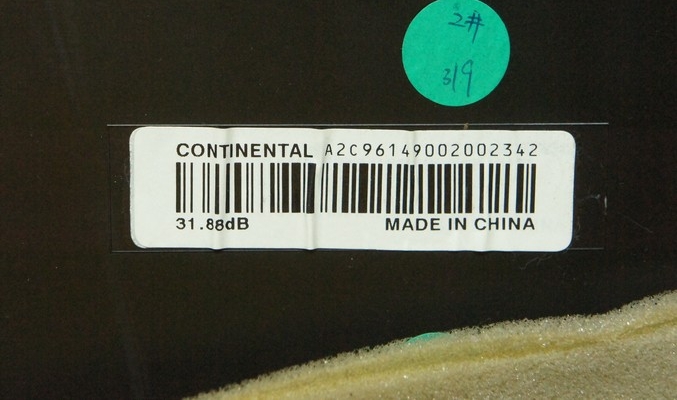 2#
319
CONTINENTAL A2C96149002002342
31.88dB MADE IN CHINA